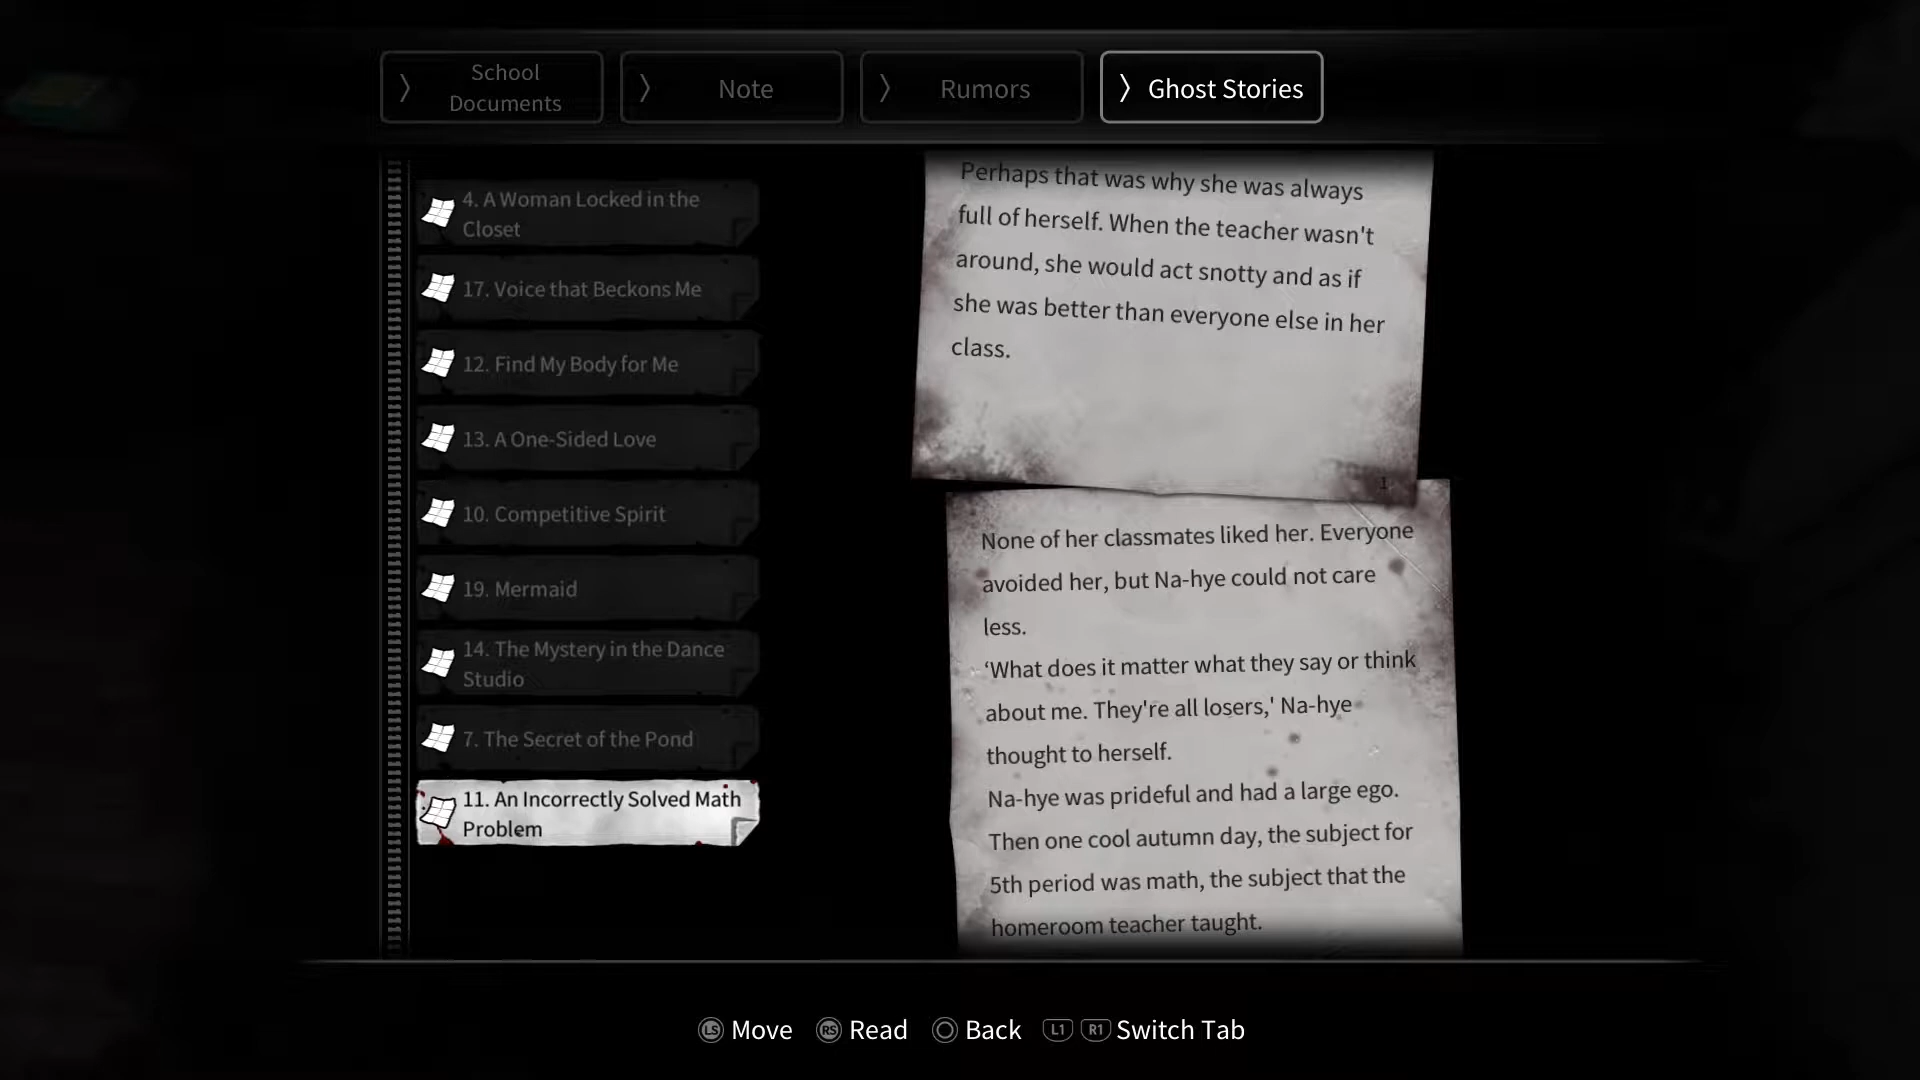 School
Documents
Note
Rumors
Ghost Stories
4. A Woman Locked in the
Closet
17. Voice that Beckons Me
12. Find My Body for Me
13. A One-Sided Love
10. Competitive Spirit
19. Mermaid
14. The Mystery in the Dance
Studio
7. The Secret of the Pond
11. An Incorrectly Solved Math
Problem
Perhaps that was why she was always
full of herself. When the teacher wasn't
around, she would act snotty and as if
she was better than everyone else in her
class.
1
None of her classmates liked her. Everyone
avoided her, but Na-hye could not care
less.
‘What does it matter what they say or think
about me. They're all losers,' Na-hye
thought to herself.
Na-hye was prideful and had a large ego.
Then one cool autumn day, the subject for
5th period was math, the subject that the
homeroom teacher taught.
LS Move RS Read Back L1 R1 Switch Tab